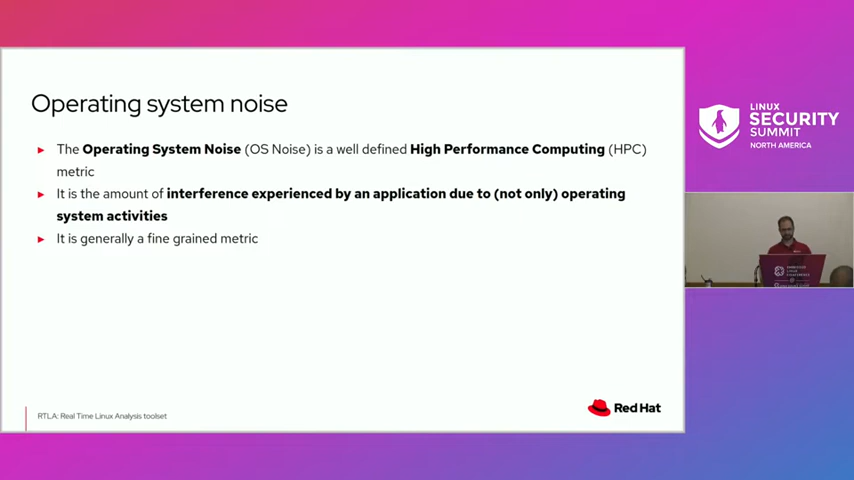 Operating system noise
► The Operating System Noise (OS Noise) is a well defined High Performance Computing (HPC)
metric
► It is the amount of interference experienced by an application due to (not only) operating
system activities
► It is generally a fine grained metric
RTLA: Real Time Linux Analysis toolset
Red Hat
LINUX
SECURITY
SUMMIT
NORTH AMERICA